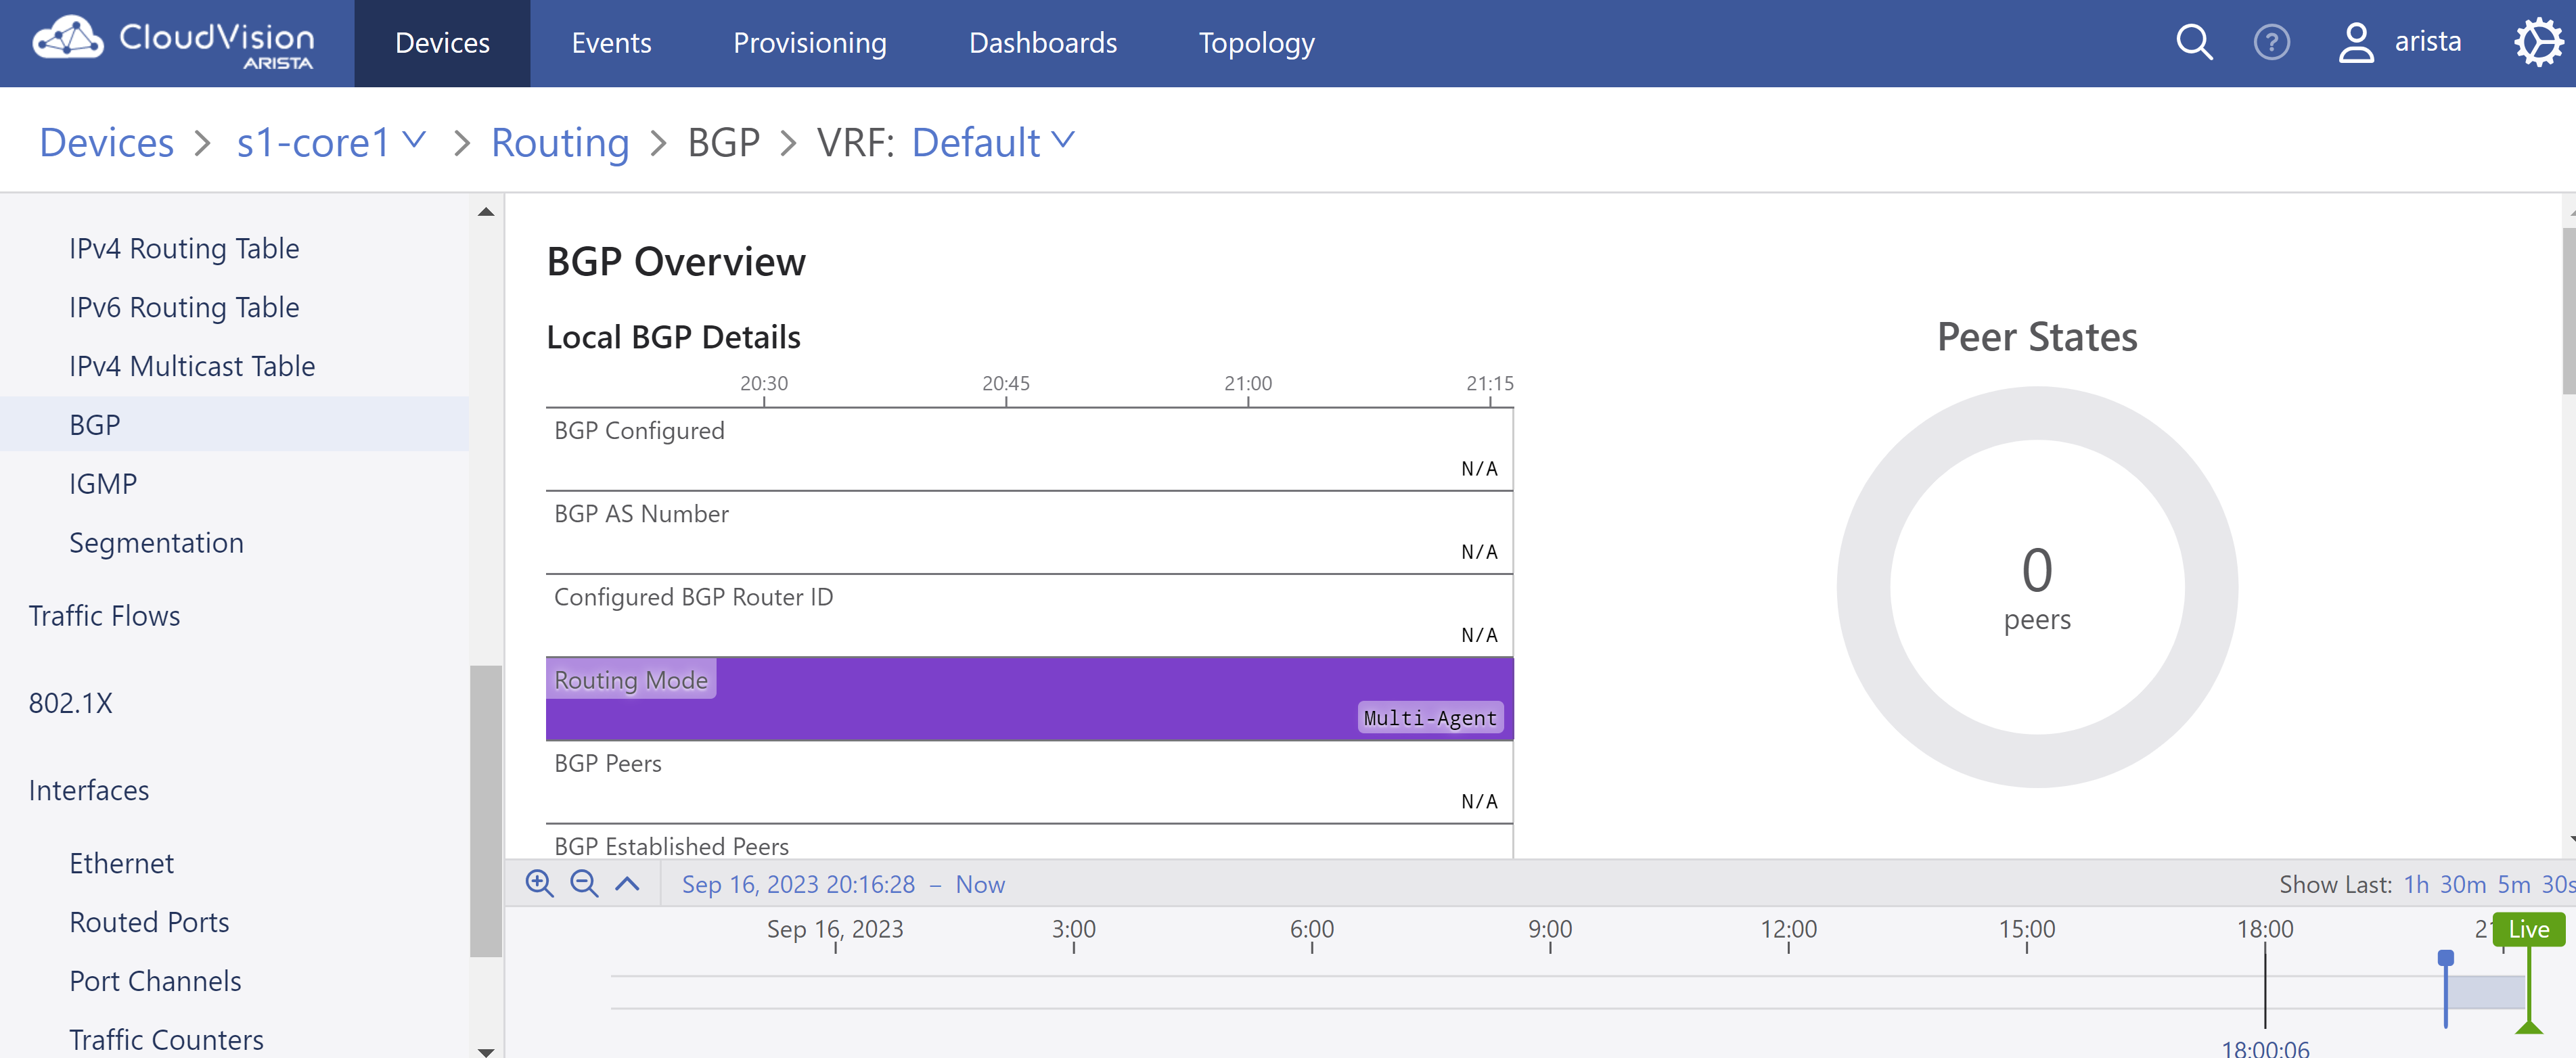 CloudVision
ARISTA
Devices
Events
Provisioning
Dashboards
Topology
?
arista
Devices > s1-core1 > Routing > BGP > VRF: Default
IPv4 Routing Table
IPv6 Routing Table
IPv4 Multicast Table
BGP
IGMP
Segmentation
Traffic Flows
802.1X
Interfaces
Ethernet
Routed Ports
Port Channels
Traffic Counters
BGP Overview
Local BGP Details
20:30 20:45 21:00 21:15
BGP Configured
N/A
BGP AS Number
N/A
Configured BGP Router ID
N/A
Routing Mode
Multi-Agent
BGP Peers
N/A
BGP Established Peers
Peer States
0
peers
Sep 16, 2023 20:16:28 – Now
Show Last: 1h 30m 5m 30s
Sep 16, 2023 3:00 6:00 9:00 12:00 15:00 18:00
Live
18:00:06